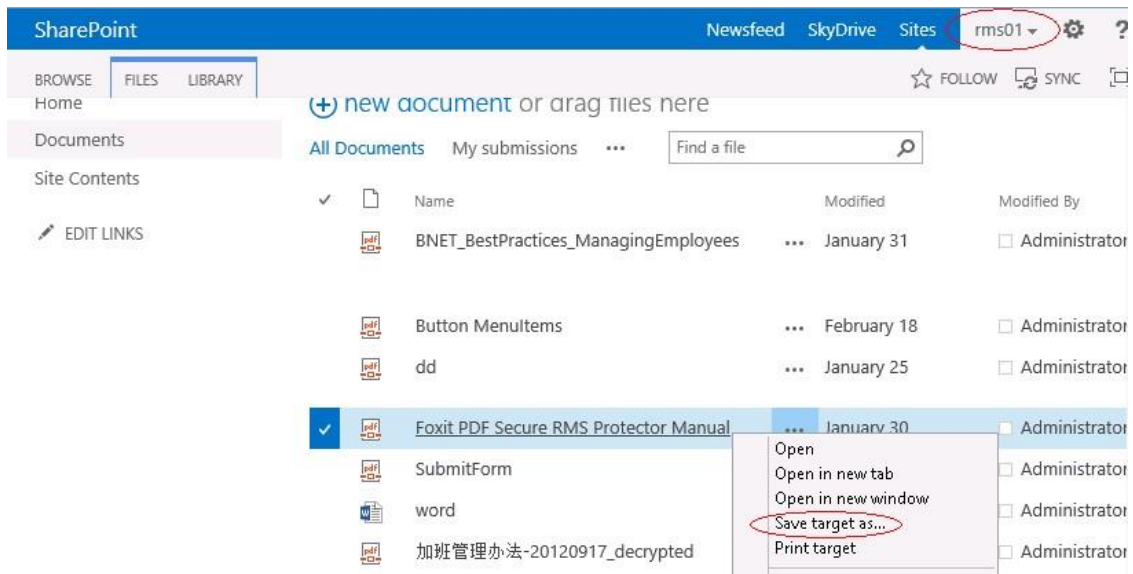 SharePoint Newsfeed SkyDrive Sites rms01 ?
BROWSE FILES LIBRARY FOLLOW SYNC
Home
new document or drag files here
Documents
All Documents My submissions ... Find a file
Site Contents
Name Modified Modified By
EDIT LINKS
BNET_BestPractices_ManagingEmployees ... January 31 Administrator
Button MenuItems ... February 18 Administrator
dd ... January 25 Administrator
Foxit PDF Secure RMS Protector Manual ... January 30 Administrator
Open
SubmitForm Administrator
Open in new tab
Open in new window
word Administrator
Save target as...
Print target
加班管理办法-20120917_decrypted Administrator